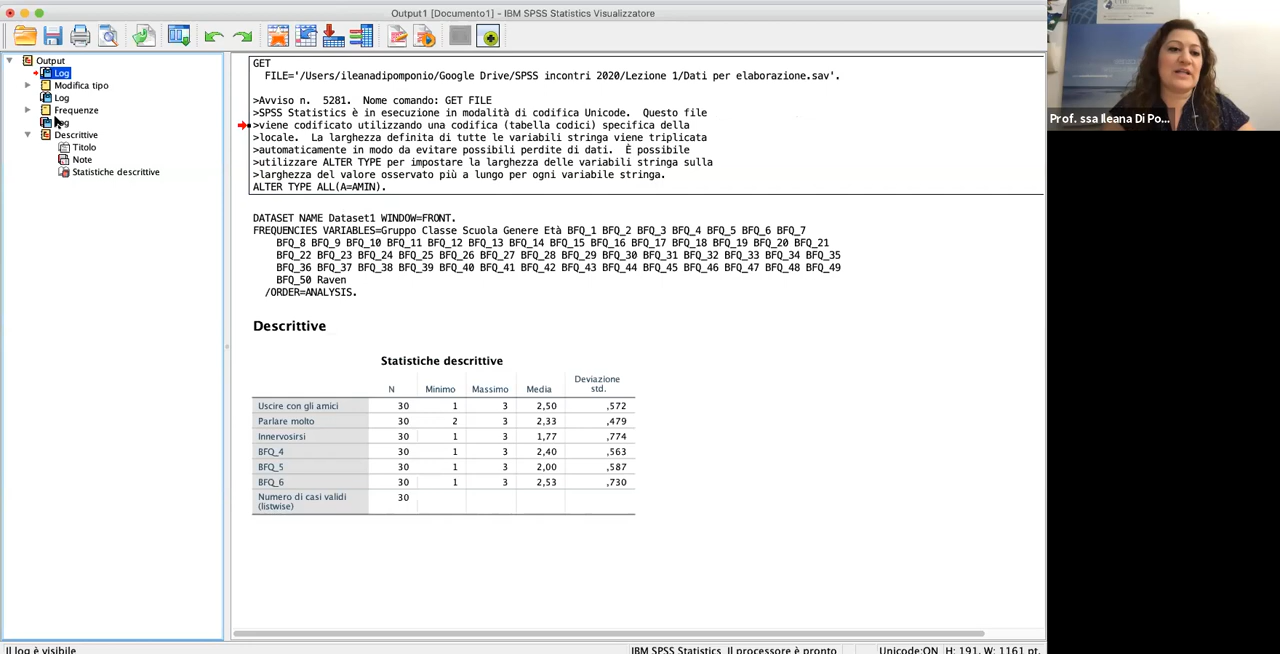 Output1 [Documento1] - IBM SPSS Statistics Visualizzatore
Output
Log
Modifica tipo
Log
Frequenze
Log
Descrittive
Titolo
Note
Statistiche descrittive
GET
FILE='/Users/ileanadipomponio/Google Drive/SPSS incontri 2020/Lezione 1/Dati per elaborazione.sav'.
>Avviso n. 5281. Nome comando: GET FILE
>SPSS Statistics è in esecuzione in modalità di codifica Unicode. Questo file
>viene codificato utilizzando una codifica (tabella codici) specifica della
>locale. La larghezza definita di tutte le variabili stringa viene triplicata
>automaticamente in modo da evitare possibili perdite di dati. È possibile
>utilizzare ALTER TYPE per impostare la larghezza delle variabili stringa sulla
>larghezza del valore osservato più a lungo per ogni variabile stringa.
ALTER TYPE ALL(A=AMIN).
DATASET NAME Dataset1 WINDOW=FRONT.
FREQUENCIES VARIABLES=Gruppo Classe Scuola Genere Età BFQ_1 BFQ_2 BFQ_3 BFQ_4 BFQ_5 BFQ_6 BFQ_7
BFQ_8 BFQ_9 BFQ_10 BFQ_11 BFQ_12 BFQ_13 BFQ_14 BFQ_15 BFQ_16 BFQ_17 BFQ_18 BFQ_19 BFQ_20 BFQ_21
BFQ_22 BFQ_23 BFQ_24 BFQ_25 BFQ_26 BFQ_27 BFQ_28 BFQ_29 BFQ_30 BFQ_31 BFQ_32 BFQ_33 BFQ_34 BFQ_35
BFQ_36 BFQ_37 BFQ_38 BFQ_39 BFQ_40 BFQ_41 BFQ_42 BFQ_43 BFQ_44 BFQ_45 BFQ_46 BFQ_47 BFQ_48 BFQ_49
BFQ_50 Raven
/ORDER=ANALYSIS.
Descrittive
Statistiche descrittive
N Minimo Massimo Media Deviazione std.
Uscire con gli amici 30 1 3 2,50 ,572
Parlare molto 30 2 3 2,33 ,479
Innervosirsi 30 1 3 1,77 ,774
BFQ_4 30 1 3 2,40 ,563
BFQ_5 30 1 3 2,00 ,587
BFQ_6 30 1 3 2,53 ,730
Numero di casi validi 30
(listwise)
Prof. ssa Ileana Di Po...
Il log è visibile
IBM SPSS Statistics Il processore è pronto
Unicode:ON H: 191, W: 1161 pt.